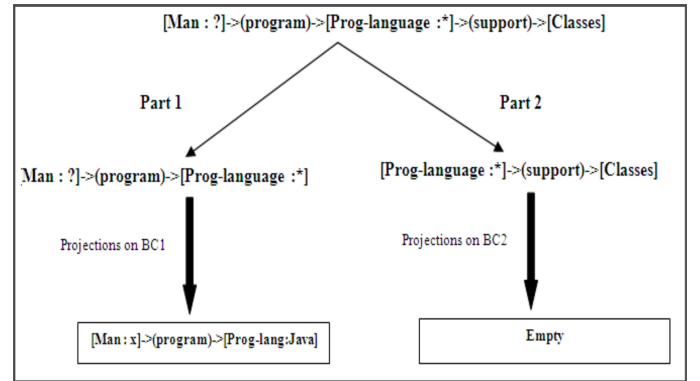 [Man : ?]->(program)->[Prog-language :*]->(support)->[Classes]
Part 1
Part 2
Man : ?]->(program)->[Prog-language :*]
[Prog-language :*]->(support)->[Classes]
Projections on BC1
Projections on BC2
[Man : x]->(program)->[Prog-lang:Java]
Empty